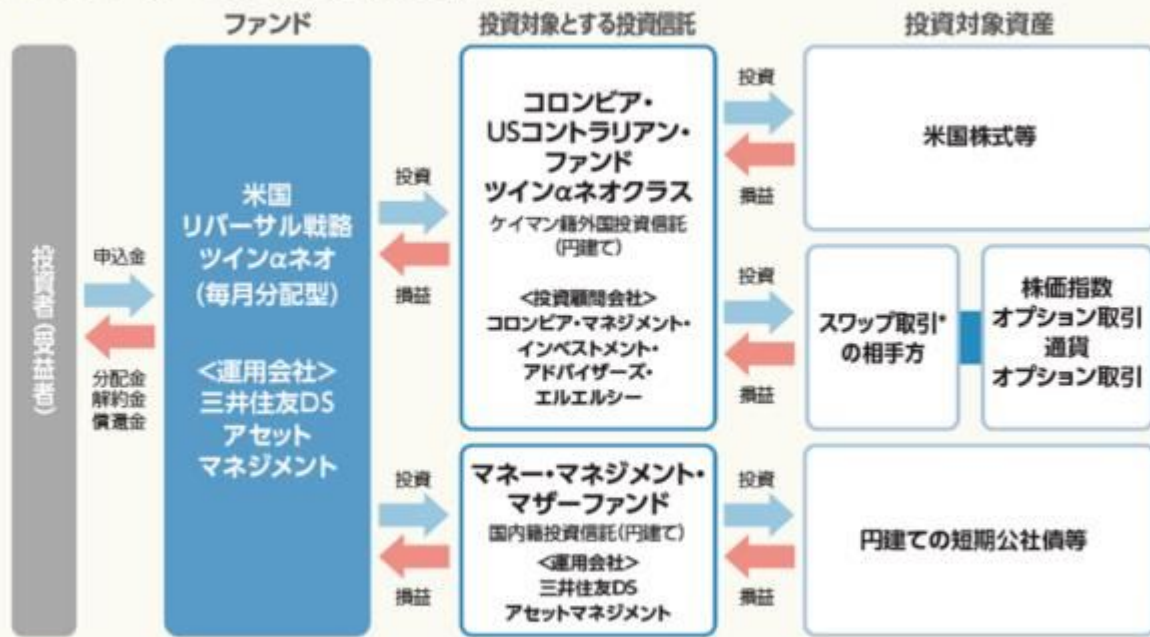 ファンド
投資対象とする投資信託
投資対象資産
投資者(受益者)
申込金
分配金
解約金
償還金
米国
リバーサル戦略
ツインαネオ
(毎月分配型)
<運用会社>
三井住友DS
アセット
マネジメント
投資
損益
投資
損益
コロンビア・
USコントラリアン・
ファンド
ツインαネオクラス
ケイマン籍外国投資信託
(円建て)
<投資顧問会社>
コロンビア・マネジメント・
インベストメント・
アドバイザーズ・
エルエルシー
マネー・マネジメント・
マザーファンド
国内籍投資信託(円建て)
<運用会社>
三井住友DS
アセットマネジメント
投資
損益
投資
損益
投資
損益
米国株式等
スワップ取引*
の相手方
株価指数
オプション取引
通貨
オプション取引
円建ての短期公社債等